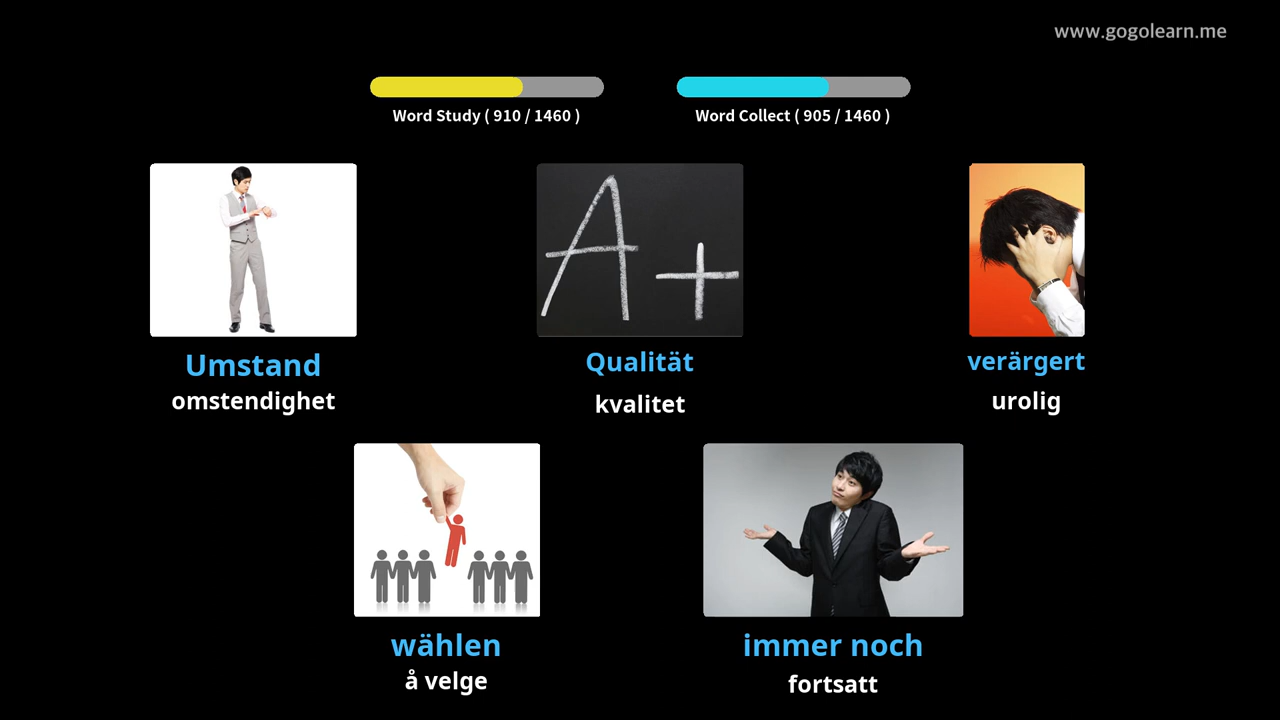 www.gogolearn.me
Word Study ( 910 / 1460 )
Word Collect ( 905 / 1460 )
A+
Umstand
omstendighet
Qualität
kvalitet
verärgert
urolig
wählen
å velge
immer noch
fortsatt